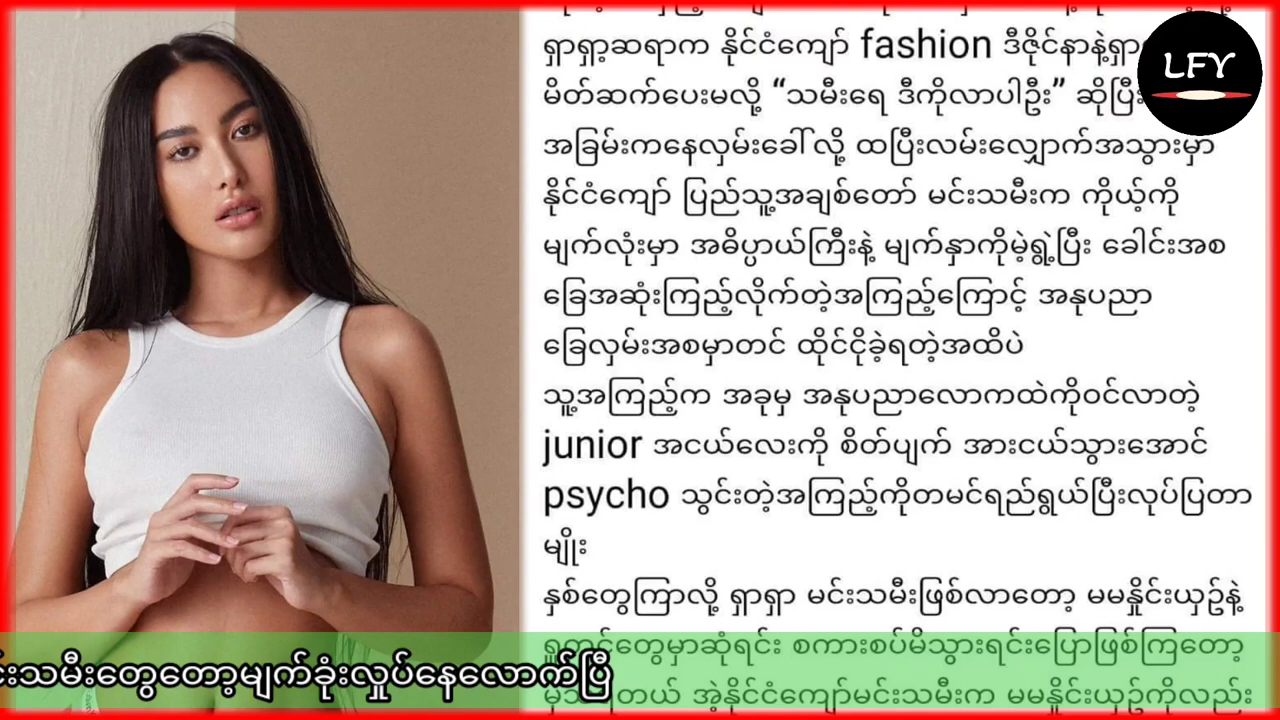 ရှာရှာ့ဆရာက နိုင်ငံကျော် fashion ဒီဇိုင်နာနဲ့ရှာ
မိတ်ဆက်ပေးမလို့ “သမီးရေ ဒီကိုလာပါဦး” ဆိုပြီး
အခြမ်းကနေလှမ်းခေါ်လို့ ထပြီးလမ်းလျှောက်အသွားမှာ
နိုင်ငံကျော် ပြည်သူ့အချစ်တော် မင်းသမီးက ကိုယ့်ကို
မျက်လုံးမှာ အဓိပ္ပာယ်ကြီးနဲ့ မျက်နှာကိုမဲ့ရွဲ့ပြီး ခေါင်းအစ
ခြေအဆုံးကြည့်လိုက်တဲ့အကြည့်ကြောင့် အနုပညာ
ခြေလှမ်းအစမှာတင် ထိုင်ငိုခဲ့ရတဲ့အထိပဲ
သူ့အကြည့်က အခုမှ အနုပညာလောကထဲကိုဝင်လာတဲ့
junior အငယ်လေးကို စိတ်ပျက် အားငယ်သွားအောင်
psycho သွင်းတဲ့အကြည့်ကိုတမင်ရည်ရွယ်ပြီးလုပ်ပြတာ
မျိုး
နှစ်တွေကြာလို့ ရှာရှာ မင်းသမီးဖြစ်လာတော့ မမနှိုင်းယှဉ်နဲ့
ရှူတင်တွေမှာဆုံရင်း စကားစပ်မိသွားရင်းပြောဖြစ်ကြတော့
အဲ့နိုင်ငံကျော်မင်းသမီးက မမနှိုင်းယှဉ်ကိုလည်း
းသမီးတွေတော့မျက်ခုံးလှုပ်နေလောက်ပြီ
LFY